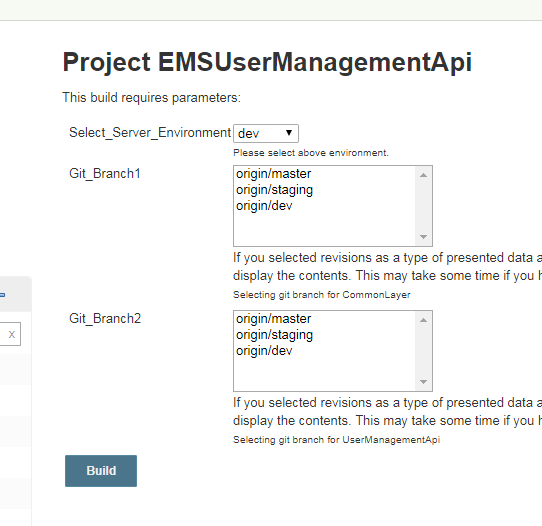 Project EMSUserManagementApi
This build requires parameters:
Select_Server_Environment dev
Please select above environment.
Git_Branch1
origin/master
origin/staging
origin/dev
If you selected revisions as a type of presented data a
display the contents. This may take some time if you h
Selecting git branch for CommonLayer
Git_Branch2
origin/master
origin/staging
origin/dev
x
If you selected revisions as a type of presented data a
display the contents. This may take some time if you h
Selecting git branch for UserManagementApi
Build